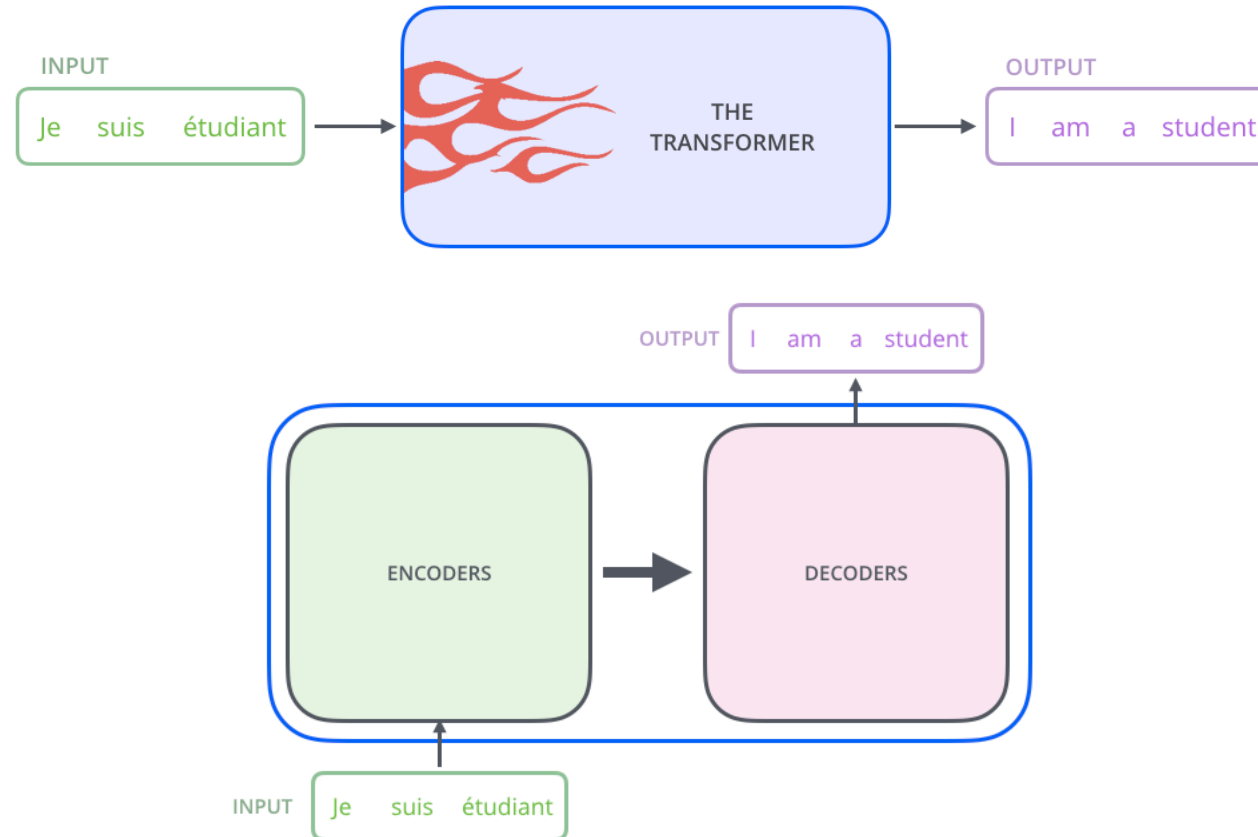 INPUT
Je suis étudiant
THE
TRANSFORMER
OUTPUT
I am a student
OUTPUT
I am a student
ENCODERS
DECODERS
INPUT
Je suis étudiant